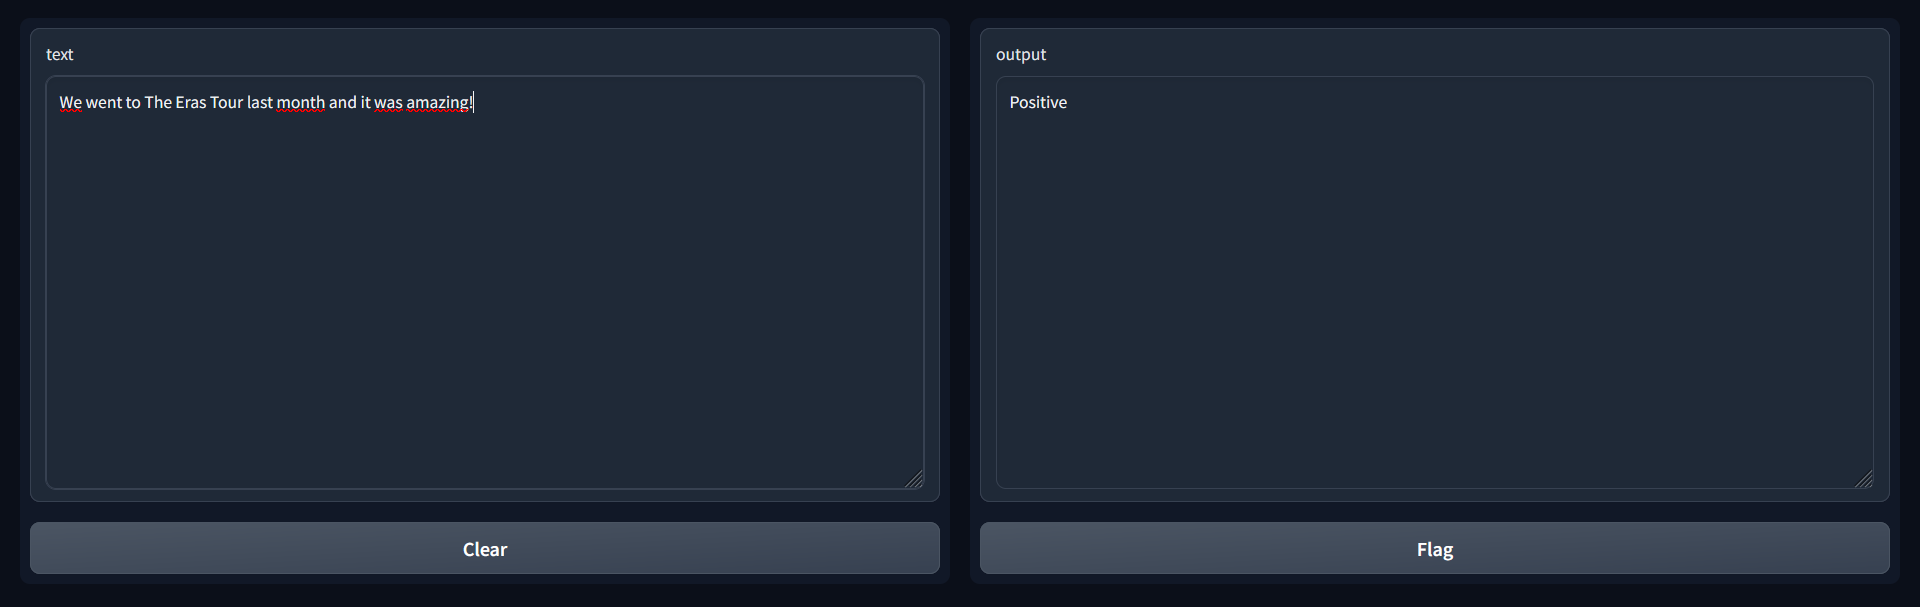 text
We went to The Eras Tour last month and it was amazing!
Clear
output
Positive
Flag